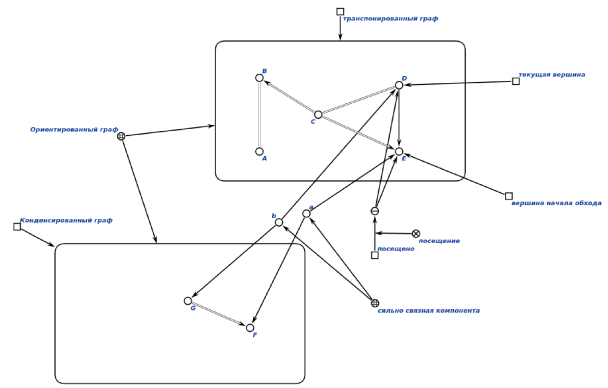 транспонированный граф
B
D
текущая вершина
C
Ориентированный граф
A
E
вершина начала обхода
a
b
Конденсированный граф
посещение
посещено
G
сильно связная компонента
F